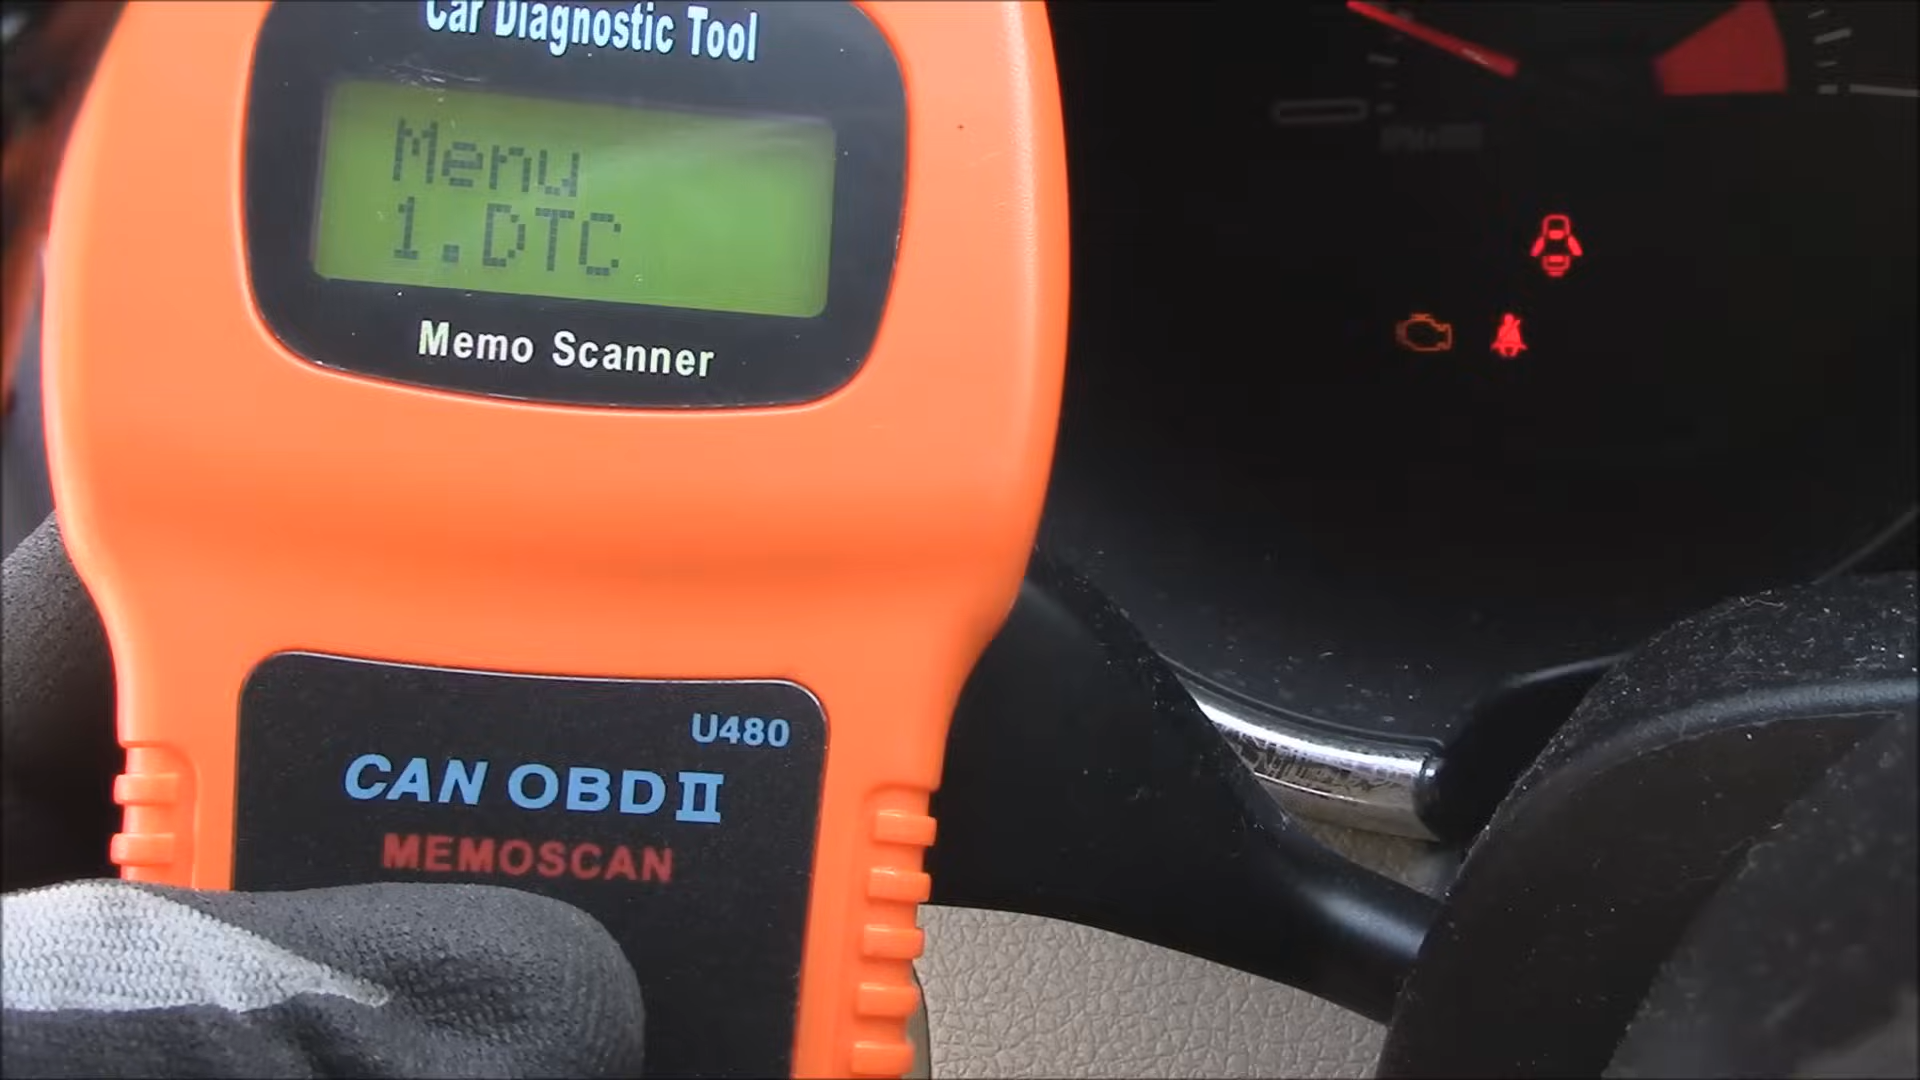 Car Diagnostic Tool
Menu
1.DTC
Memo Scanner
U480
CAN OBD II
MEMOSCAN